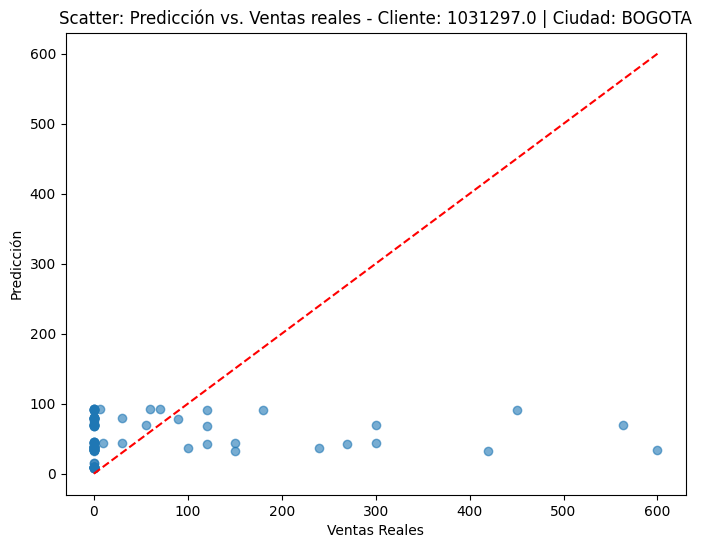 Scatter: Predicción vs. Ventas reales - Cliente: 1031297.0 | Ciudad: BOGOTA
600
500
400
300
200
100
0
Predicción
0 100 200 300 400 500 600
Ventas Reales